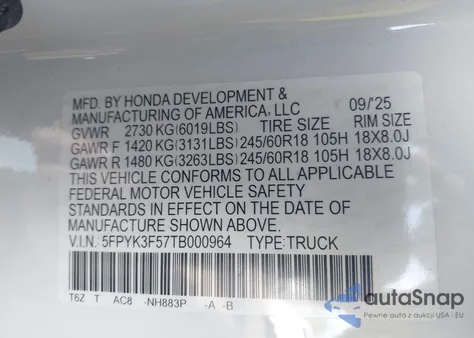 MFD. BY HONDA DEVELOPMENT &
MANUFACTURING OF AMERICA, LLC 09/'25
GVWR 2730 KG(6019LBS) TIRE SIZE RIM SIZE
GAWR F 1420 KG(3131LBS) 245/60R18 105H 18X8.0J
GAWR R 1480 KG(3263LBS) 245/60R18 105H 18X8.0J
THIS VEHICLE CONFORMS TO ALL APPLICABLE
FEDERAL MOTOR VEHICLE SAFETY
STANDARDS IN EFFECT ON THE DATE OF
MANUFACTURE SHOWN ABOVE.
V.I.N: 5FPYK3F57TB000964 TYPE:TRUCK
T6Z T AC8 -NH883P -A -B
autaSnap
Pewne auta z USA i EU